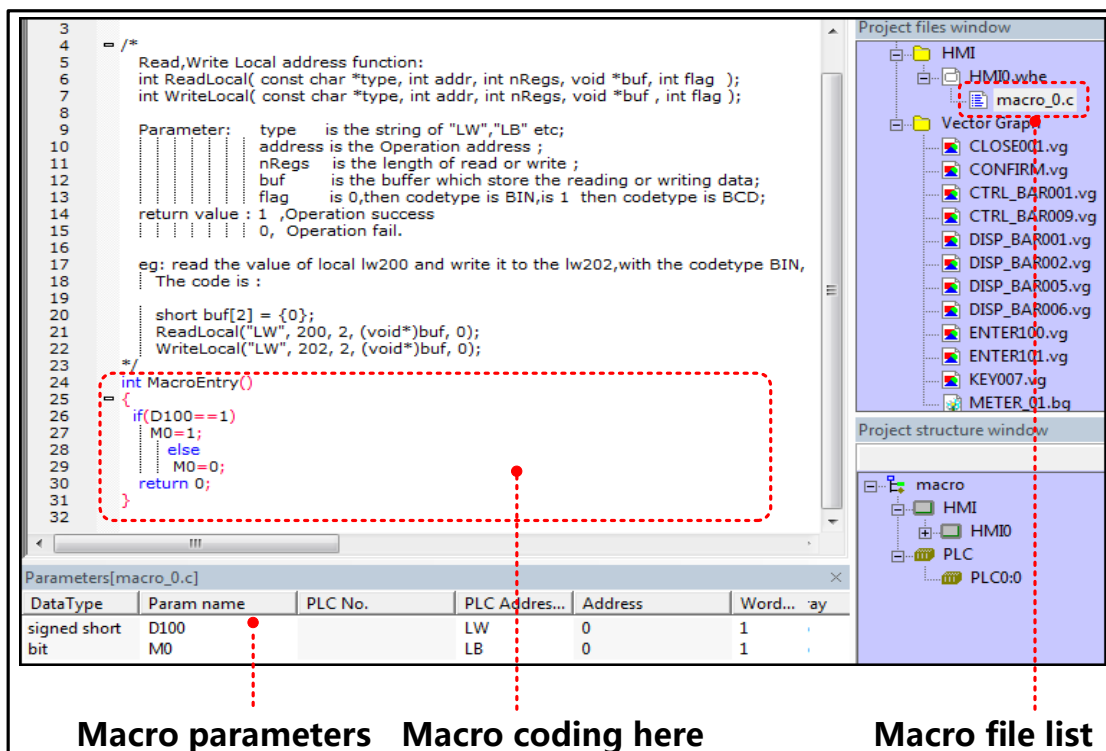 3
4 /*
5 Read,Write Local address function:
6 int ReadLocal( const char *type, int addr, int nRegs, void *buf, int flag );
7 int WriteLocal( const char *type, int addr, int nRegs, void *buf , int flag );
8
9 Parameter: type is the string of "LW","LB" etc;
10 address is the Operation address ;
11 nRegs is the length of read or write ;
12 buf is the buffer which store the reading or writing data;
13 flag is 0,then codetype is BIN,is 1 then codetype is BCD;
14 return value : 1 ,Operation success
15 0, Operation fail.
16
17 eg: read the value of local lw200 and write it to the lw202,with the codetype BIN,
18 The code is :
19
20 short buf[2] = {0};
21 ReadLocal("LW", 200, 2, (void*)buf, 0);
22 WriteLocal("LW", 202, 2, (void*)buf, 0);
23 */
24 int MacroEntry()
25 {
26 if(D100==1)
27 M0=1;
28 else
29 M0=0;
30 return 0;
31 }
32
Project files window
HMI
HMI0.whe
macro_0.c
Vector Graph
CLOSE001.vg
CONFIRM.vg
CTRL_BAR001.vg
CTRL_BAR009.vg
DISP_BAR001.vg
DISP_BAR002.vg
DISP_BAR005.vg
DISP_BAR006.vg
ENTER100.vg
ENTER101.vg
KEY007.vg
METER_01.bg
Project structure window
macro
HMI
HMI0
PLC
PLC0:0
Parameters[macro_0.c]
DataType Param name PLC No. PLC Addres... Address Word... ay
signed short D100 LW 0 1
bit M0 LB 0 1
Macro parameters Macro coding here Macro file list